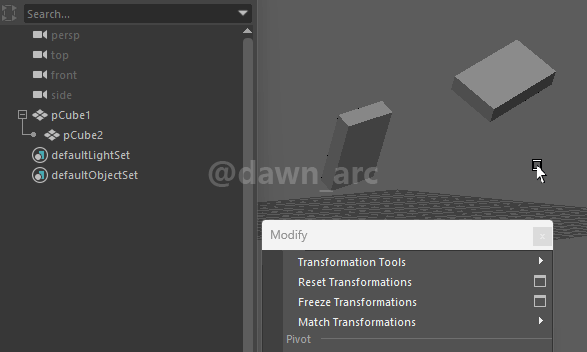 Search...
persp
top
front
side
pCube1
pCube2
defaultLightSet
defaultObjectSet
@dawn_arc
Modify
Transformation Tools
Reset Transformations
Freeze Transformations
Match Transformations
Pivot